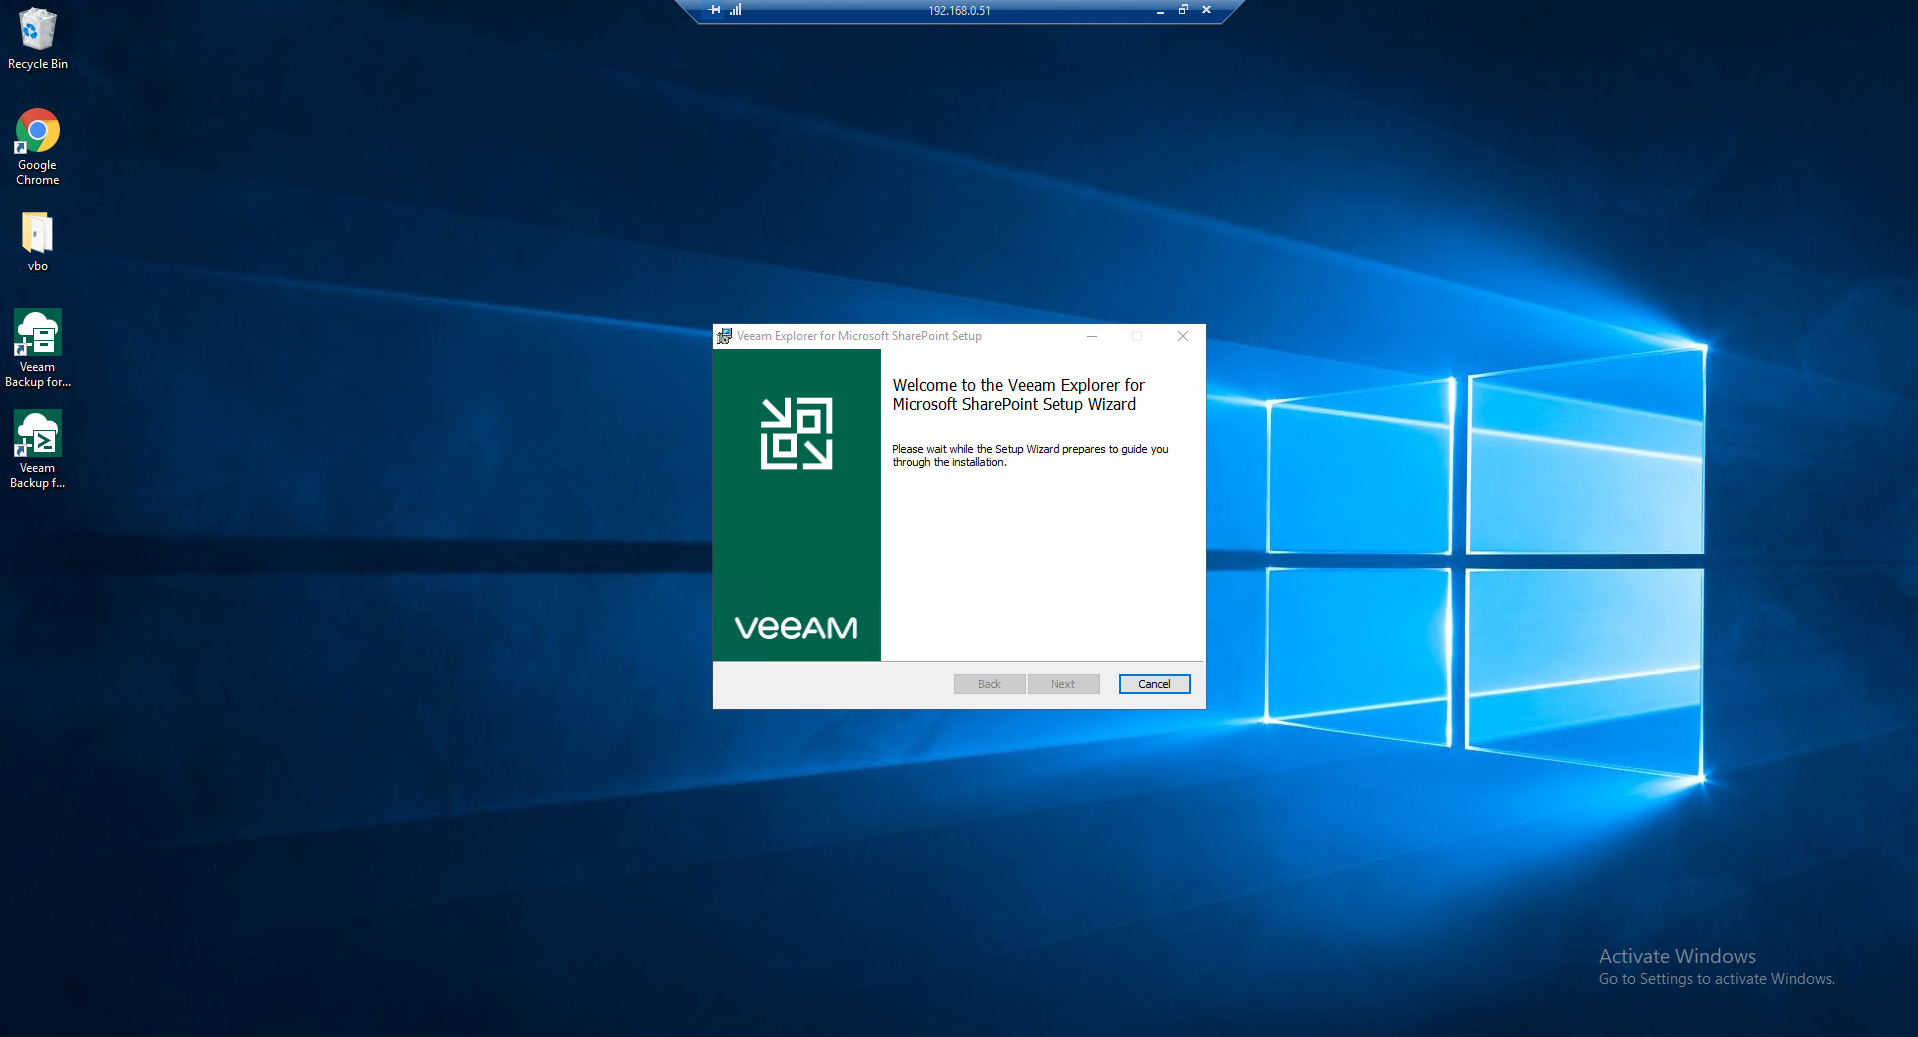 192.168.0.51
Recycle Bin
Google
Chrome
vbo
Veeam
Backup for...
Veeam
Backup f...
Veeam Explorer for Microsoft SharePoint Setup
Welcome to the Veeam Explorer for
Microsoft SharePoint Setup Wizard
Please wait while the Setup Wizard prepares to guide you
through the installation.
VEEAM
Back
Next
Cancel
Activate Windows
Go to Settings to activate Windows.